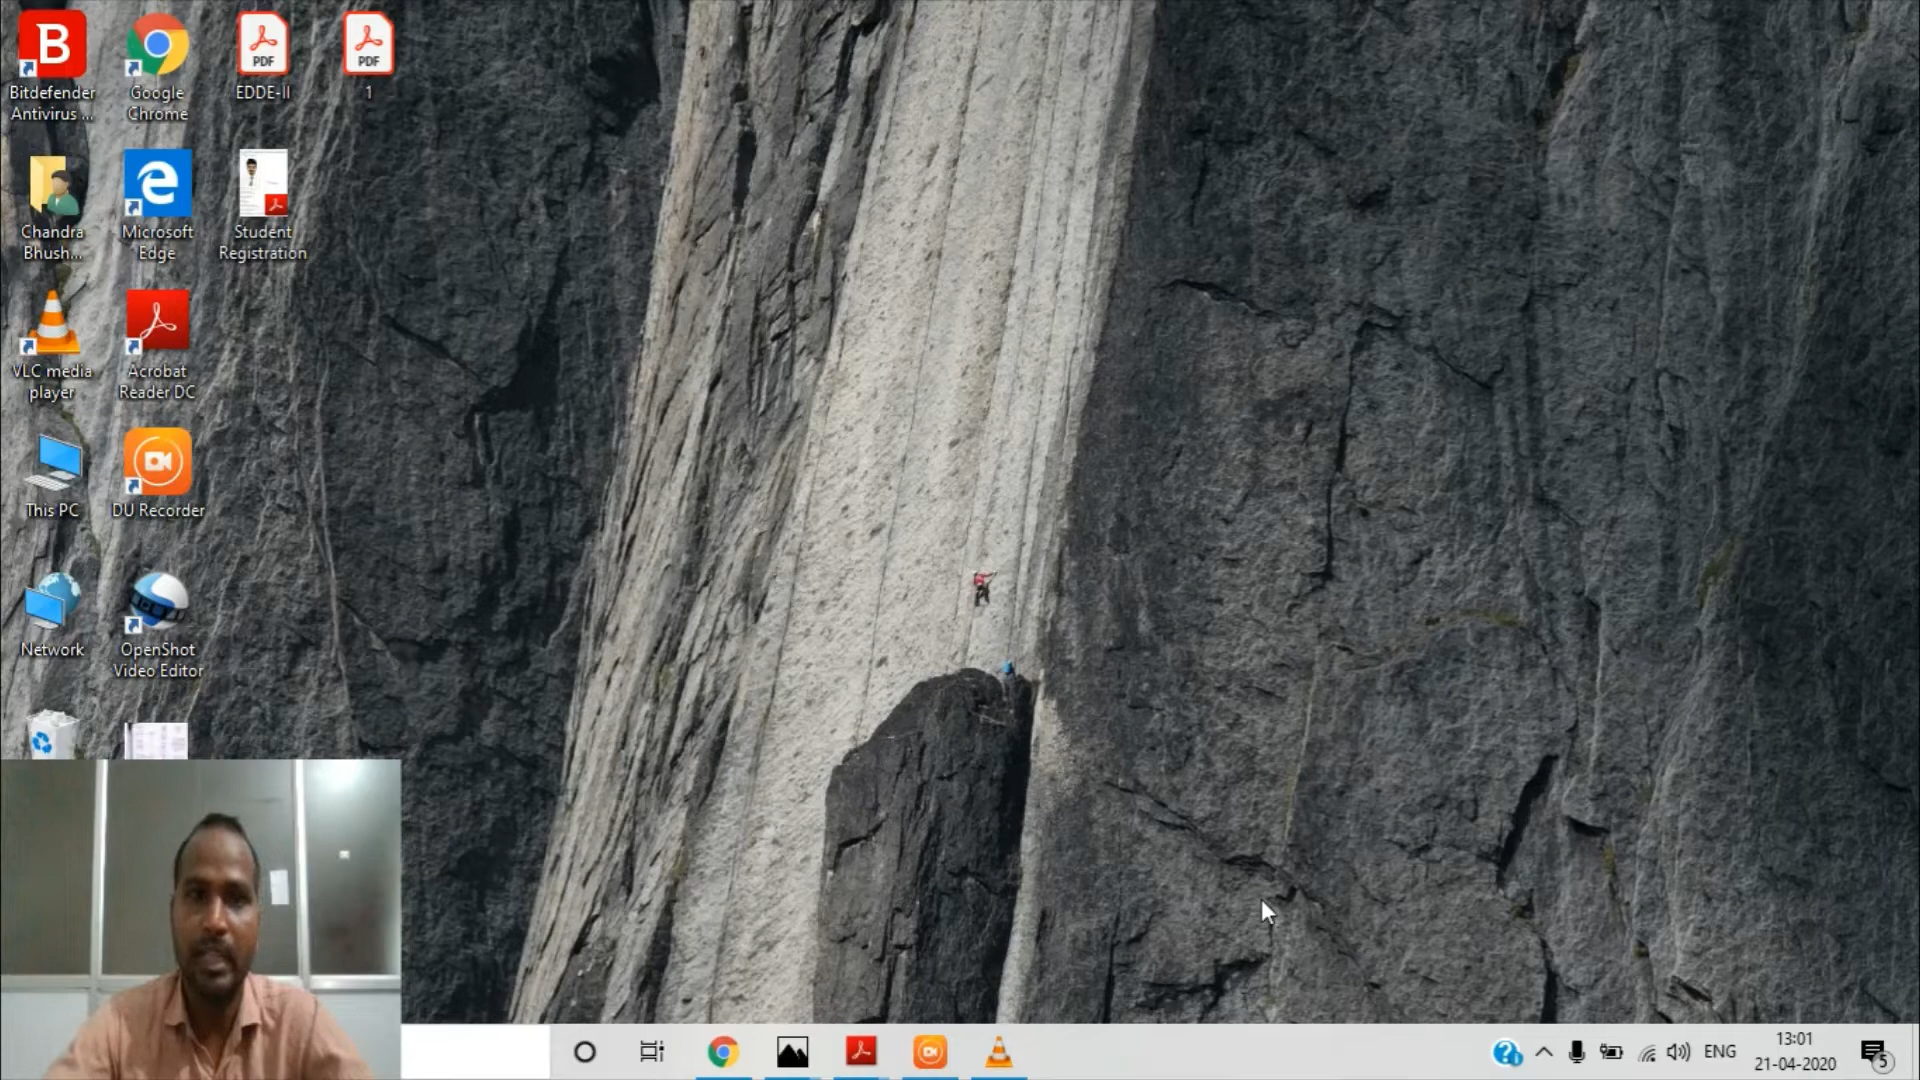 B
Bitdefender
Antivirus ...
Google
Chrome
PDF
EDDE-II
PDF
1
Chandra
Bhush...
Microsoft
Edge
Student
Registration
VLC media
player
Acrobat
Reader DC
This PC
DU Recorder
Network
OpenShot
Video Editor
ENG
13:01
21-04-2020
5